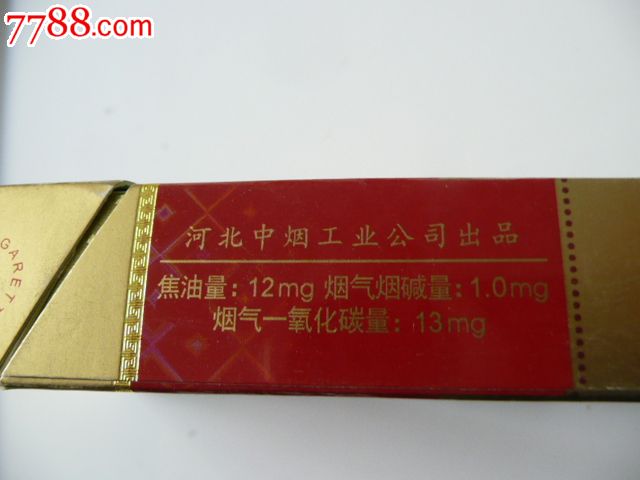 7788.com
河北中烟工业公司出品
焦油量：12mg 烟气烟碱量：1.0mg
烟气一氧化碳量：13mg
GARETT